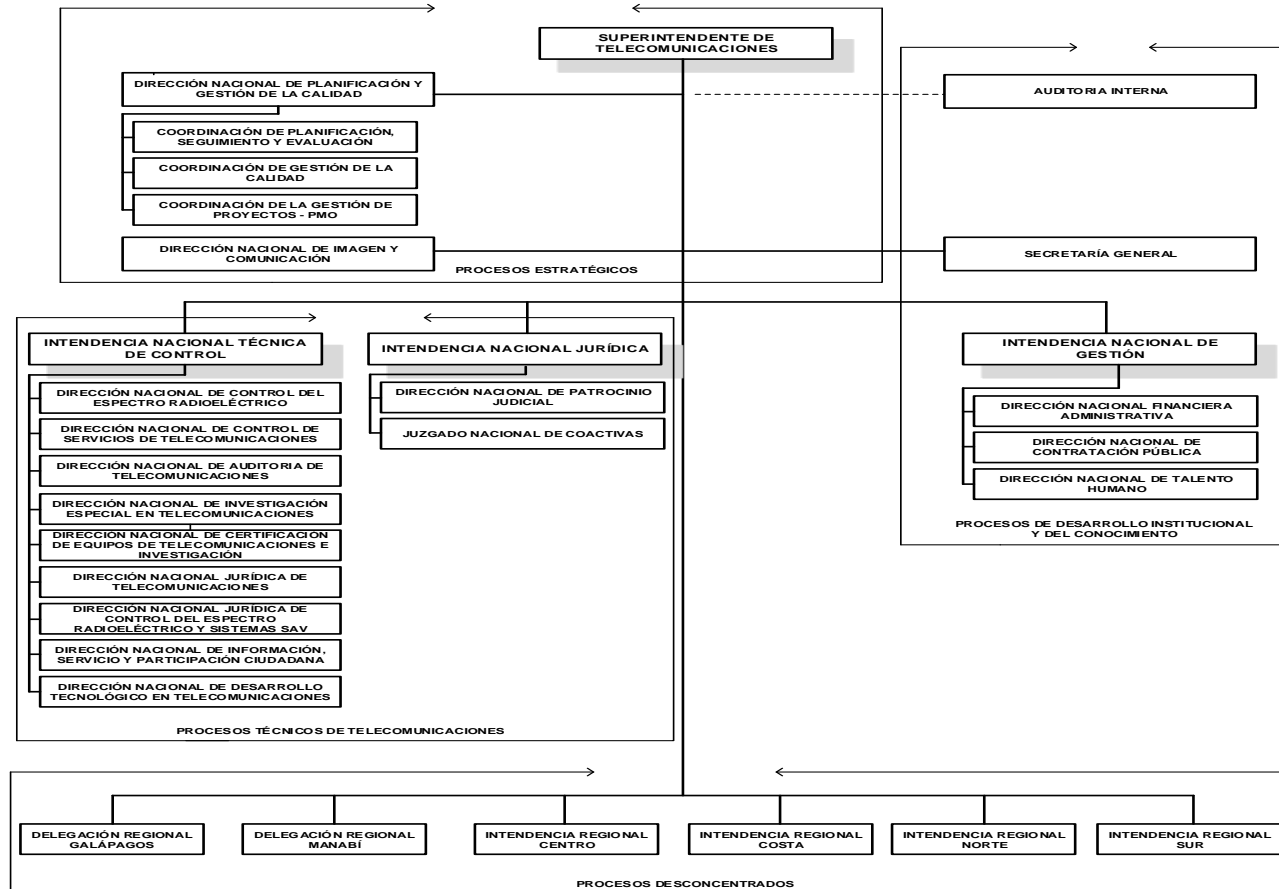 SUPERINTENDENTE DE
TELECOMUNICACIONES
DIRECCIÓN NACIONAL DE PLANIFICACIÓN Y
GESTIÓN DE LA CALIDAD
AUDITORIA INTERNA
COORDINACIÓN DE PLANIFICACIÓN,
SEGUIMIENTO Y EVALUACIÓN
COORDINACIÓN DE GESTIÓN DE LA
CALIDAD
COORDINACIÓN DE LA GESTIÓN DE
PROYECTOS - PMO
DIRECCIÓN NACIONAL DE IMAGEN Y
COMUNICACIÓN
SECRETARÍA GENERAL
PROCESOS ESTRATÉGICOS
INTENDENCIA NACIONAL TÉCNICA
DE CONTROL
DIRECCIÓN NACIONAL DE CONTROL DEL
ESPECTRO RADIOELÉCTRICO
DIRECCIÓN NACIONAL DE CONTROL DE
SERVICIOS DE TELECOMUNICACIONES
DIRECCIÓN NACIONAL DE AUDITORIA DE
TELECOMUNICACIONES
DIRECCIÓN NACIONAL DE INVESTIGACIÓN
ESPECIAL EN TELECOMUNICACIONES
DIRECCIÓN NACIONAL DE CERTIFICACIÓN
DE EQUIPOS DE TELECOMUNICACIONES E
INVESTIGACIÓN
DIRECCIÓN NACIONAL JURÍDICA DE
TELECOMUNICACIONES
DIRECCIÓN NACIONAL JURÍDICA DE
CONTROL DEL ESPECTRO
RADIOELÉCTRICO Y SISTEMAS SAV
DIRECCIÓN NACIONAL DE INFORMACIÓN,
SERVICIO Y PARTICIPACIÓN CIUDADANA
DIRECCIÓN NACIONAL DE DESARROLLO
TECNOLÓGICO EN TELECOMUNICACIONES
INTENDENCIA NACIONAL JURÍDICA
DIRECCIÓN NACIONAL DE PATROCINIO
JUDICIAL
JUZGADO NACIONAL DE COACTIVAS
PROCESOS TÉCNICOS DE TELECOMUNICACIONES
INTENDENCIA NACIONAL DE
GESTIÓN
DIRECCIÓN NACIONAL FINANCIERA
ADMINISTRATIVA
DIRECCIÓN NACIONAL DE
CONTRATACIÓN PÚBLICA
DIRECCIÓN NACIONAL DE TALENTO
HUMANO
PROCESOS DE DESARROLLO INSTITUCIONAL
Y DEL CONOCIMIENTO
DELEGACIÓN REGIONAL
GALÁPAGOS
DELEGACIÓN REGIONAL
MANABÍ
INTENDENCIA REGIONAL
CENTRO
INTENDENCIA REGIONAL
COSTA
INTENDENCIA REGIONAL
NORTE
INTENDENCIA REGIONAL
SUR
PROCESOS DESCONCENTRADOS